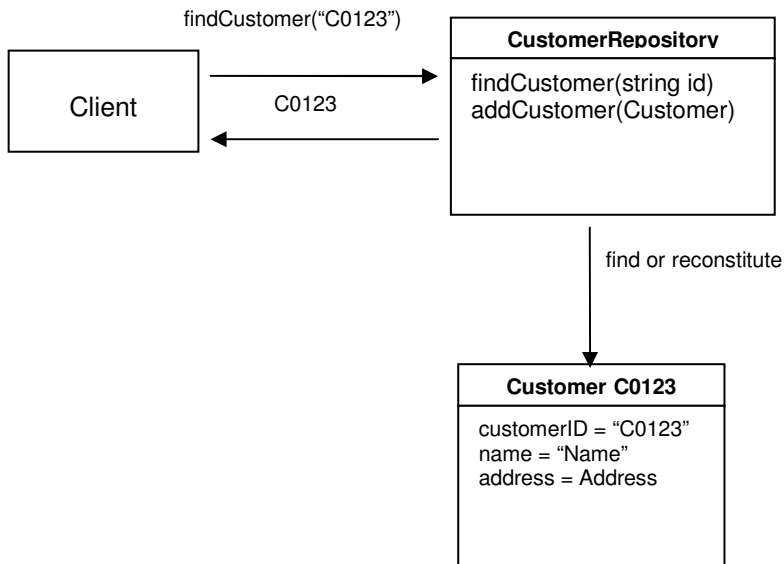 findCustomer(“C0123”)
CustomerRepository
Client
C0123
findCustomer(string id)
addCustomer(Customer)
find or reconstitute
Customer C0123
customerID = “C0123”
name = “Name”
address = Address